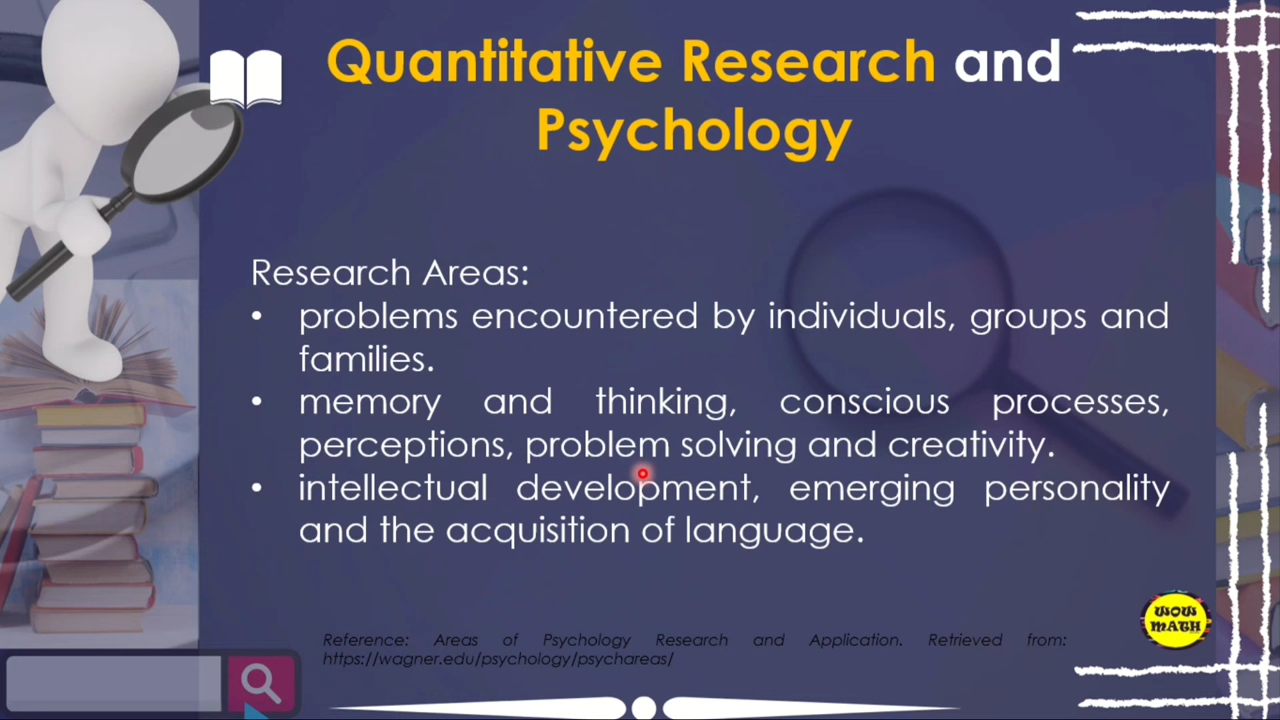 Quantitative Research and
Psychology
Research Areas:
• problems encountered by individuals, groups and
families.
• memory and thinking, conscious processes,
perceptions, problem solving and creativity.
• intellectual development, emerging personality
and the acquisition of language.
Reference: Areas of Psychology Research and Application. Retrieved from:
https://wagner.edu/psychology/psychareas/
WOW
MATH